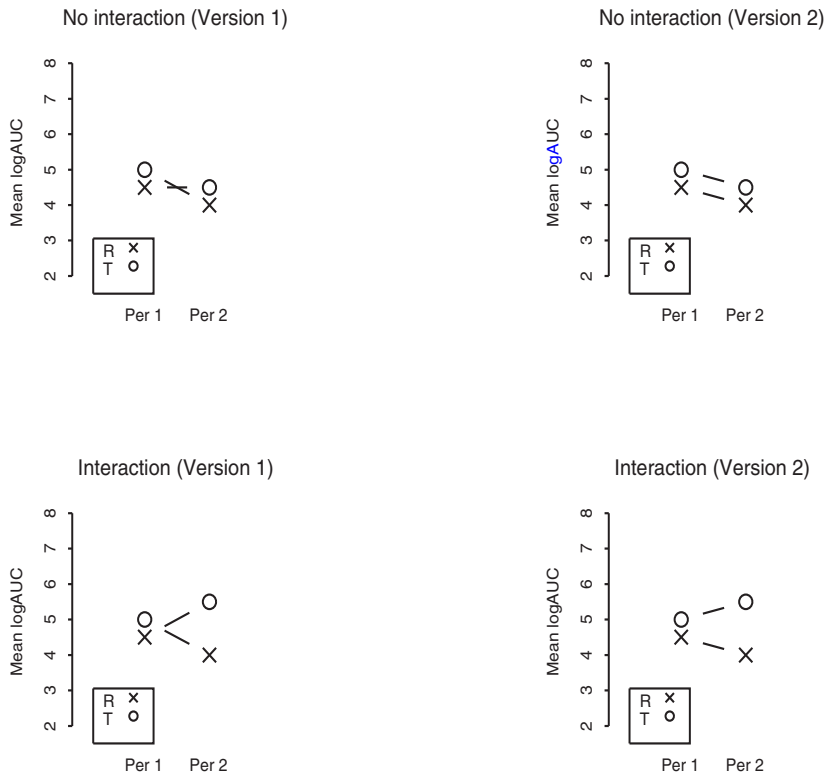 No interaction (Version 1)
Mean logAUC
8
7
6
5
4
3
2
R
T
Per 1 Per 2
No interaction (Version 2)
Mean logAUC
8
7
6
5
4
3
2
R
T
Per 1 Per 2
Interaction (Version 1)
Mean logAUC
8
7
6
5
4
3
2
R
T
Per 1 Per 2
Interaction (Version 2)
Mean logAUC
8
7
6
5
4
3
2
R
T
Per 1 Per 2